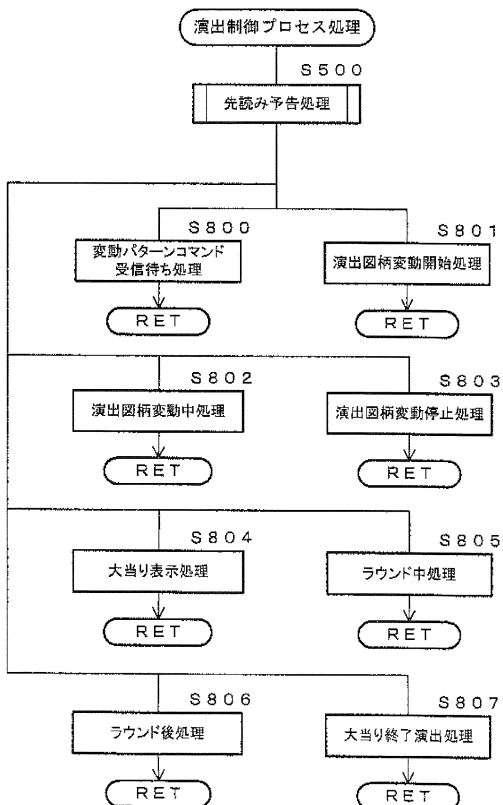 演出制御プロセス処理
S500
先読み予告処理
S800
変動パターンコマンド
受信待ち処理
RET
S801
演出図柄変動開始処理
RET
S802
演出図柄変動中処理
RET
S803
演出図柄変動停止処理
RET
S804
大当り表示処理
RET
S805
ラウンド中処理
RET
S806
ラウンド後処理
RET
S807
大当り終了演出処理
RET